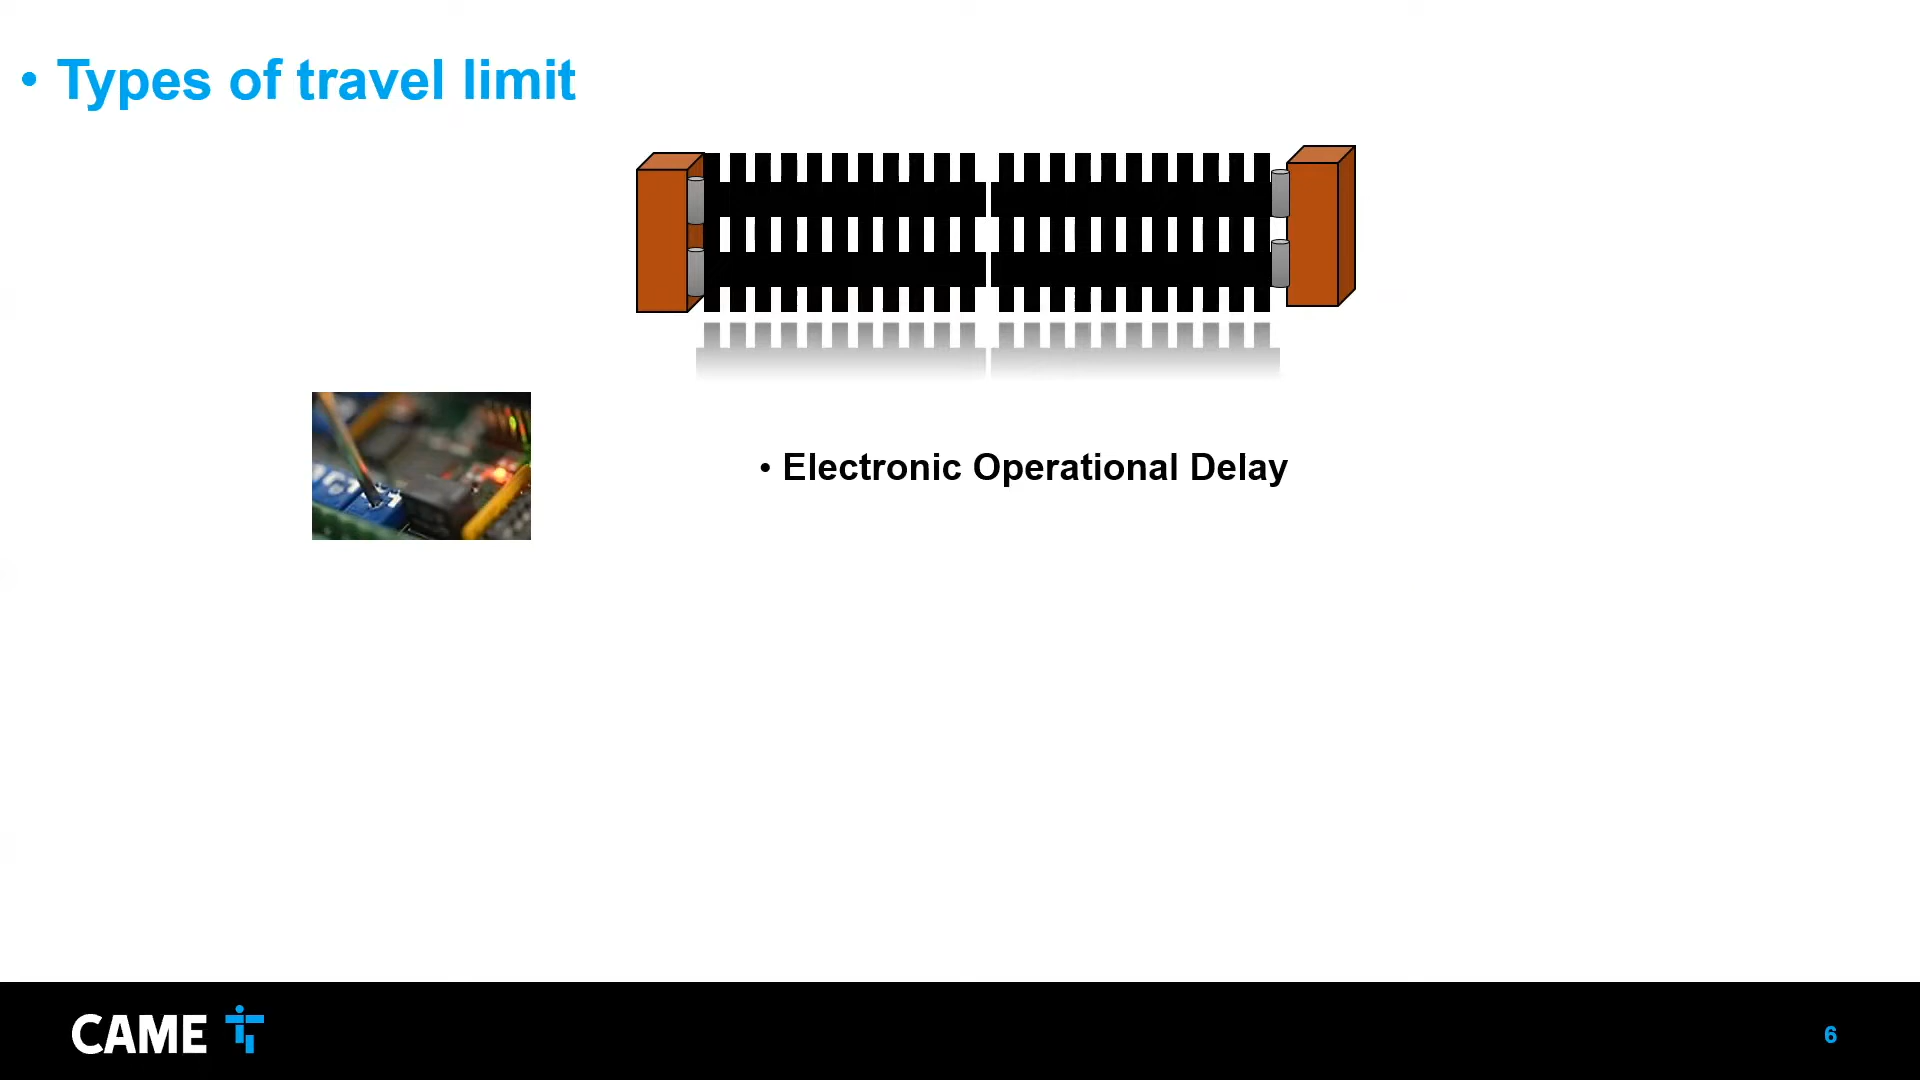 • Types of travel limit
• Electronic Operational Delay
CAME
6